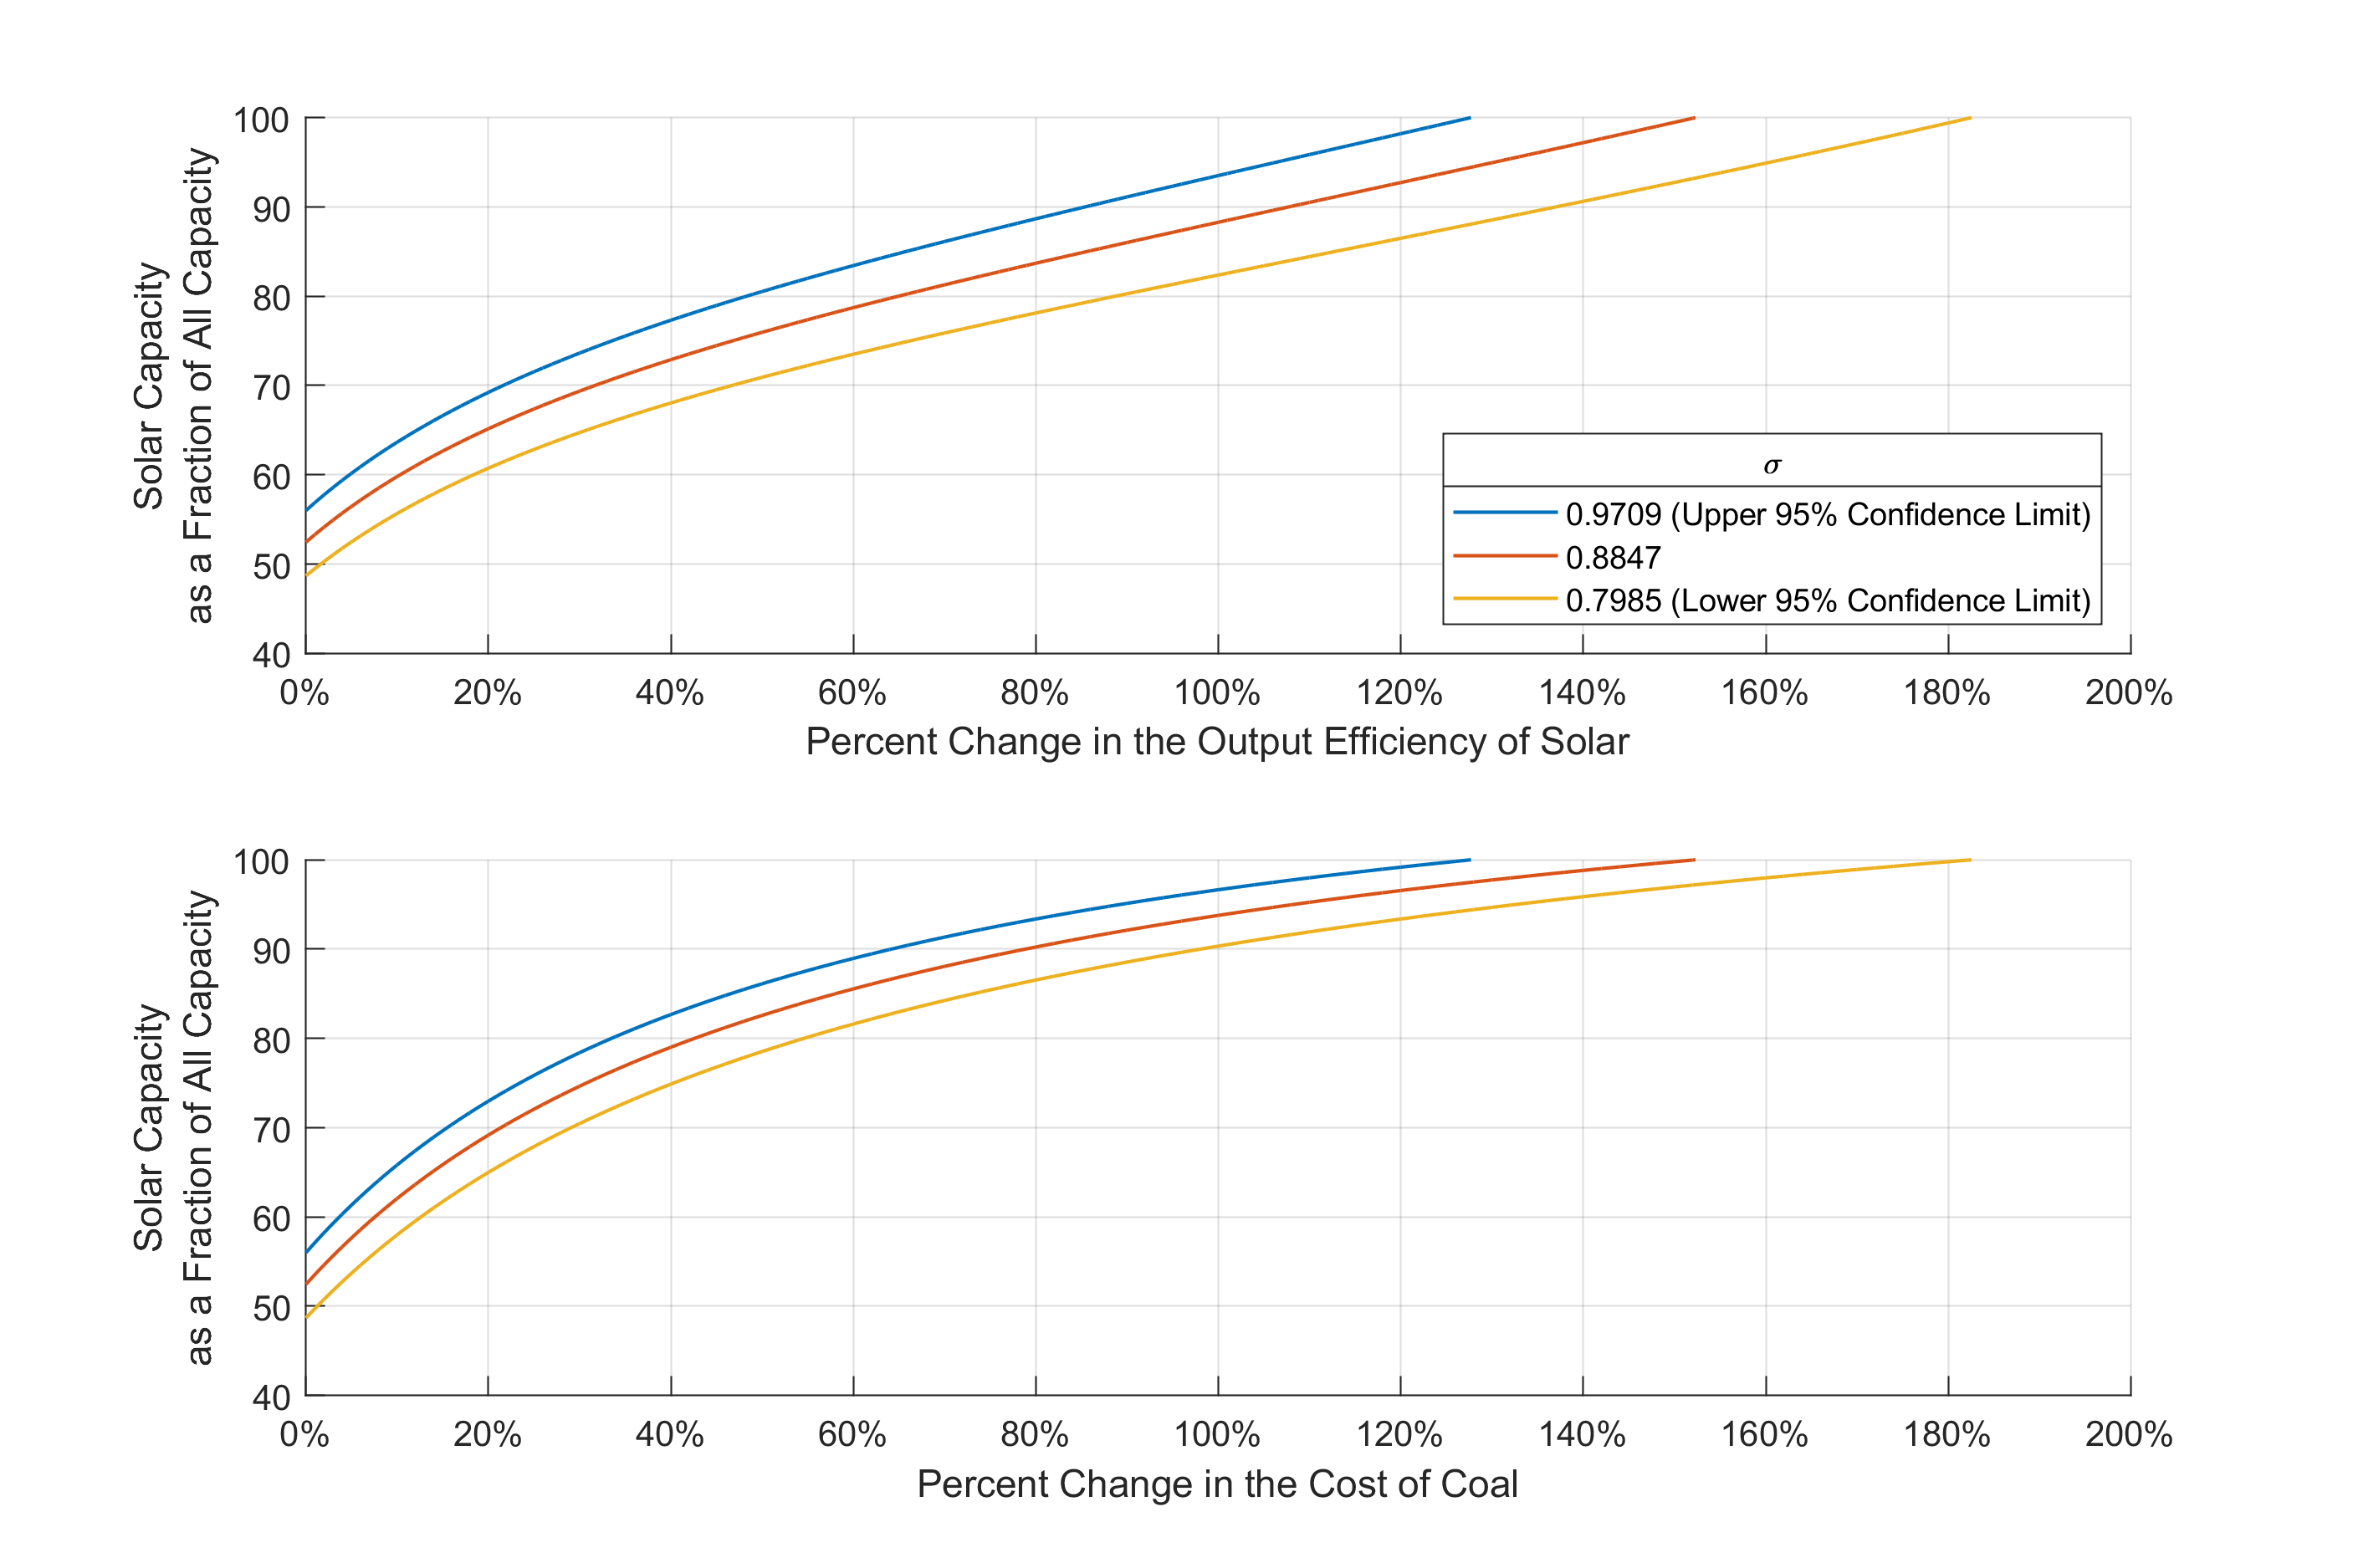 100
90
80
70
60
50
40
Solar Capacity
as a Fraction of All Capacity
σ
0.9709 (Upper 95% Confidence Limit)
0.8847
0.7985 (Lower 95% Confidence Limit)
0% 20% 40% 60% 80% 100% 120% 140% 160% 180% 200%
Percent Change in the Output Efficiency of Solar
100
90
80
70
60
50
40
Solar Capacity
as a Fraction of All Capacity
0% 20% 40% 60% 80% 100% 120% 140% 160% 180% 200%
Percent Change in the Cost of Coal